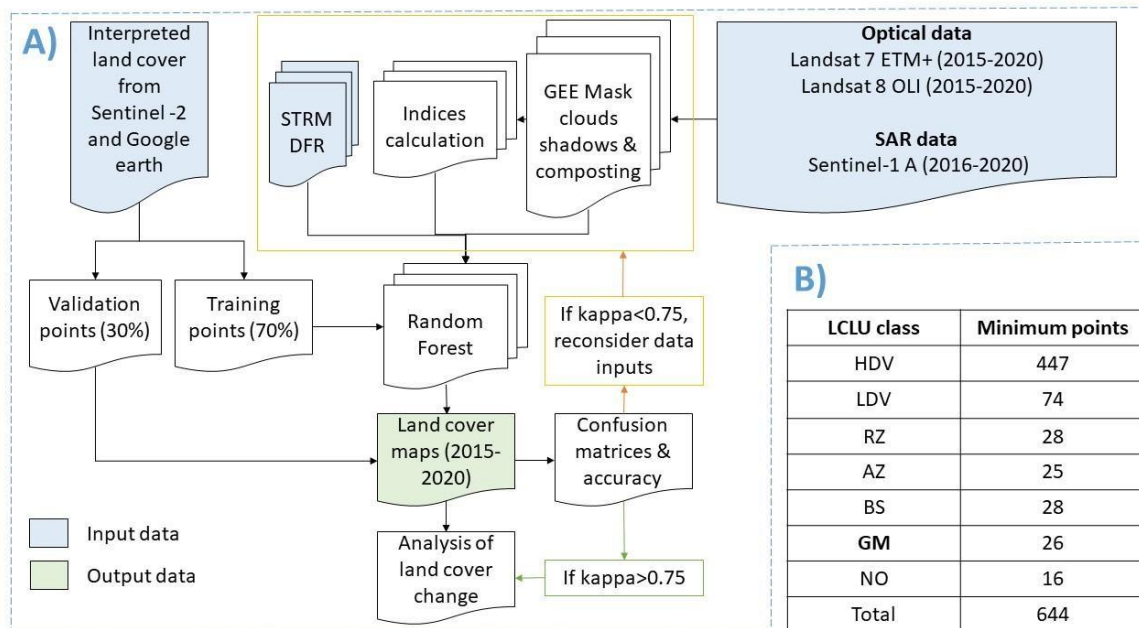 A)
Interpreted
land cover
from
Sentinel -2
and Google
earth
STRM
DFR
Indices
calculation
GEE Mask
clouds
shadows &
composting
Optical data
Landsat 7 ETM+ (2015-2020)
Landsat 8 OLI (2015-2020)
SAR data
Sentinel-1 A (2016-2020)
Validation
points (30%)
Training
points (70%)
Random
Forest
If kappa<0.75,
reconsider data
inputs
Land cover
maps (2015-
2020)
Confusion
matrices &
accuracy
Analysis of
land cover
change
If kappa>0.75
Input data
Output data
B)
LCLU class Minimum points
HDV 447
LDV 74
RZ 28
AZ 25
BS 28
GM 26
NO 16
Total 644